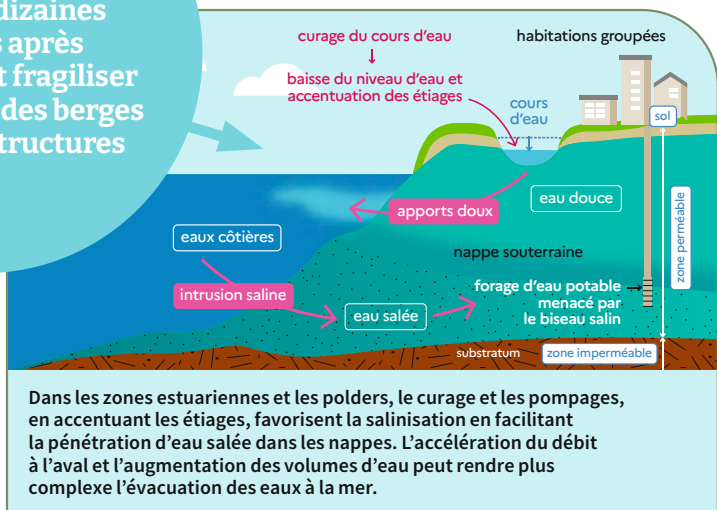 dizaines
s après
t fragiliser
des berges
tructures
curage du cours d'eau
baisse du niveau d'eau et
accentuation des étiages
habitations groupées
cours
d'eau
sol
apports doux
eau douce
zone perméable
eaux côtières
nappe souterraine
intrusion saline
eau salée
forage d'eau potable
menacé par
le biseau salin
substratum
zone imperméable
Dans les zones estuariennes et les polders, le curage et les pompages,
en accentuant les étiages, favorisent la salinisation en facilitant
la pénétration d'eau salée dans les nappes. L'accélération du débit
à l'aval et l'augmentation des volumes d'eau peut rendre plus
complexe l'évacuation des eaux à la mer.